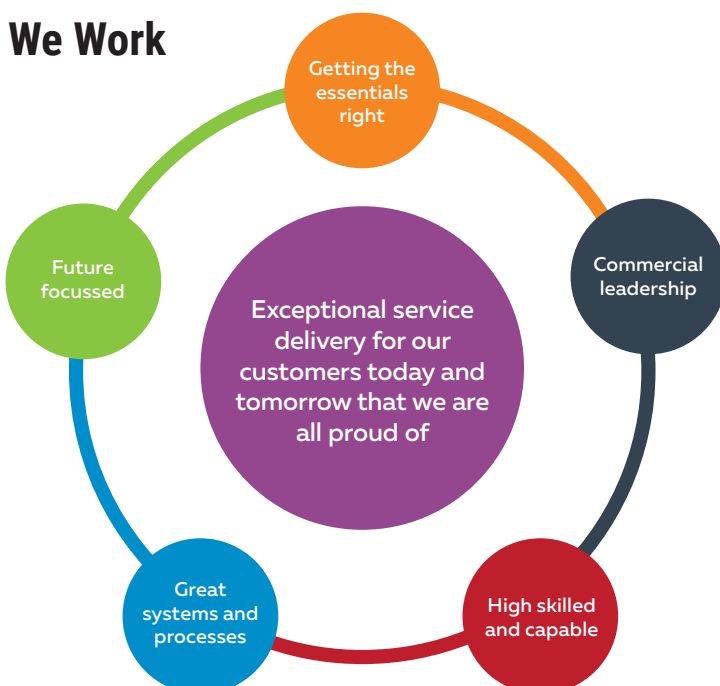 We Work
Getting the
essentials
right
Commercial
leadership
High skilled
and capable
Great
systems and
processes
Future
focussed
Exceptional service
delivery for our
customers today and
tomorrow that we are
all proud of